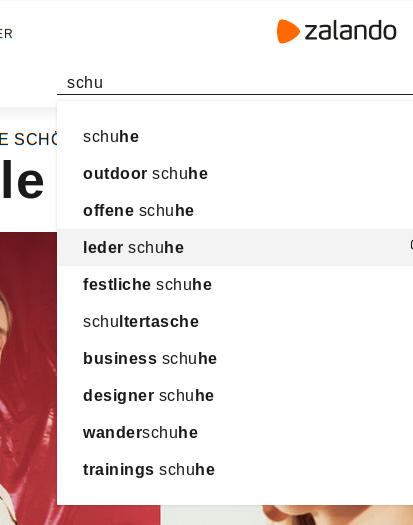 ER
zalando
schu
E SCHÖ
le
schuhe
outdoor schuhe
offene schuhe
leder schuhe
festliche schuhe
schultertasche
business schuhe
designer schuhe
wanderschuhe
trainings schuhe